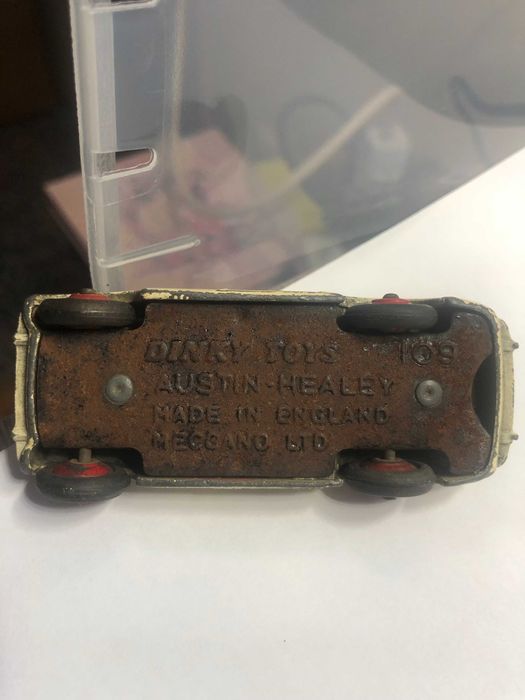 DINKY TOYS 109
AUSTIN-HEALEY
MADE IN ENGLAND
MECCANO LTD